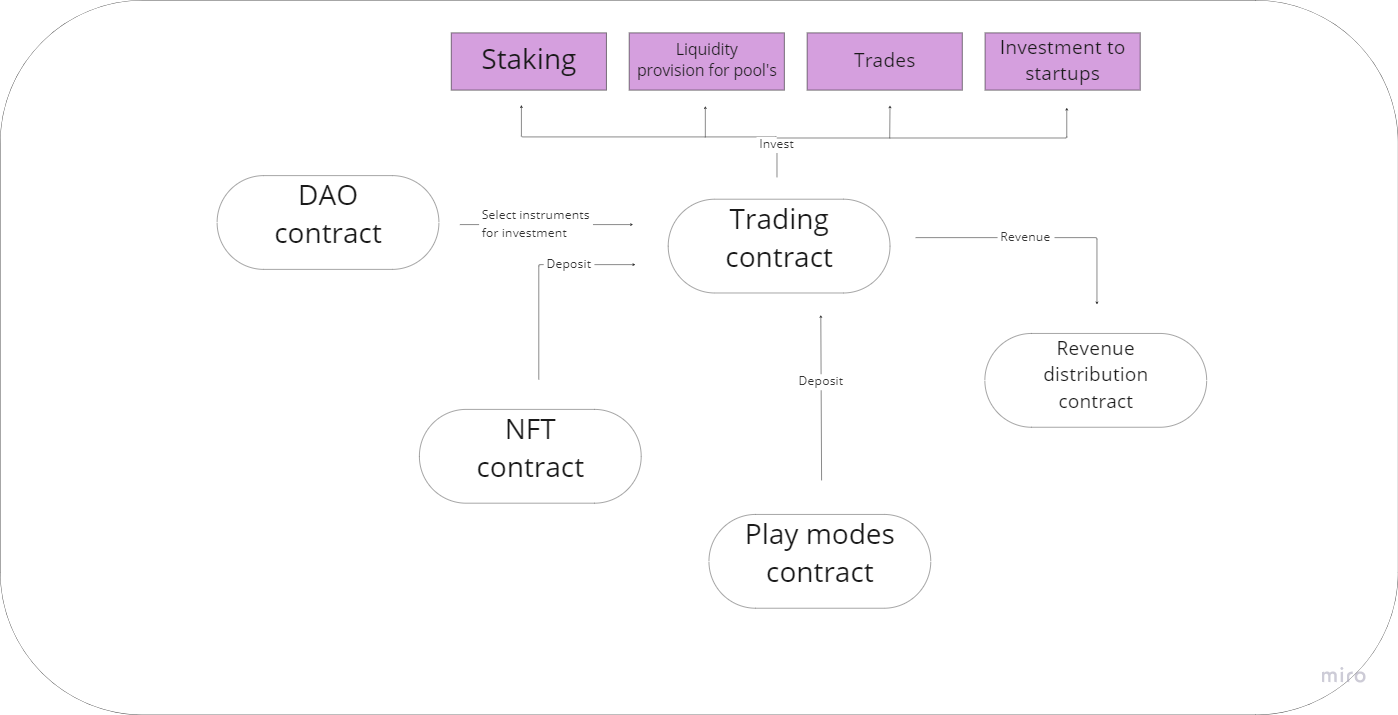 Staking
Liquidity
provision for pool's
Trades
Investment to
startups
Invest
DAO
contract
Select instruments
for investment
Trading
contract
Revenue
Deposit
Revenue
distribution
contract
Deposit
NFT
contract
Play modes
contract
miro